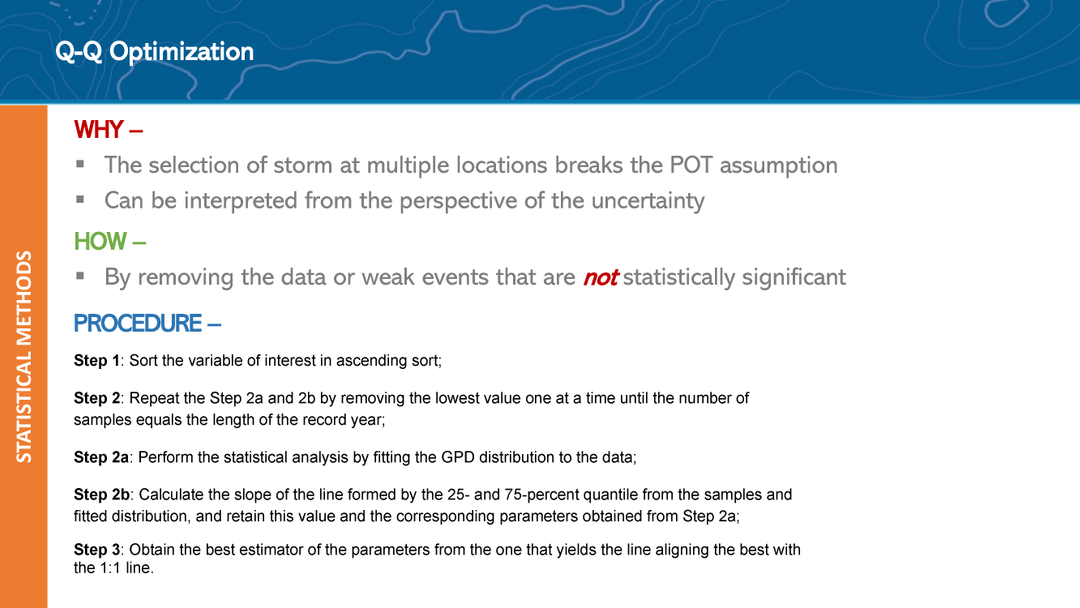 Q-Q Optimization
STATISTICAL METHODS
WHY –
▪ The selection of storm at multiple locations breaks the POT assumption
▪ Can be interpreted from the perspective of the uncertainty
HOW –
▪ By removing the data or weak events that are not statistically significant
PROCEDURE –
Step 1: Sort the variable of interest in ascending sort;
Step 2: Repeat the Step 2a and 2b by removing the lowest value one at a time until the number of
samples equals the length of the record year;
Step 2a: Perform the statistical analysis by fitting the GPD distribution to the data;
Step 2b: Calculate the slope of the line formed by the 25- and 75-percent quantile from the samples and
fitted distribution, and retain this value and the corresponding parameters obtained from Step 2a;
Step 3: Obtain the best estimator of the parameters from the one that yields the line aligning the best with
the 1:1 line.